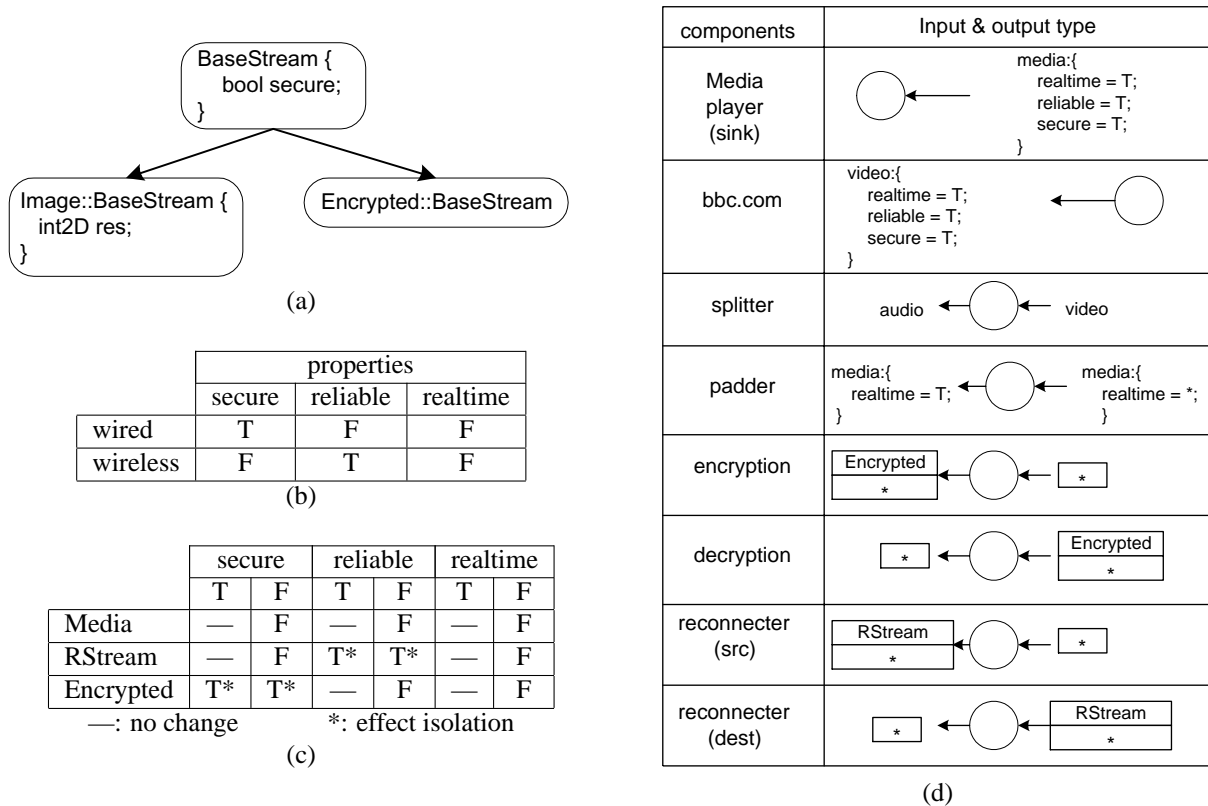 BaseStream {
bool secure;
}
Image::BaseStream {
int2D res;
}
Encrypted::BaseStream
(a)
properties
secure reliable realtime
wired T F F
wireless F T F
(b)
secure reliable realtime
T F T F T F
Media — F — F — F
RStream — F T* T* — F
Encrypted T* T* — F — F
—: no change *: effect isolation
(c)
components Input & output type
Media
player
(sink)
media:{
realtime = T;
reliable = T;
secure = T;
}
bbc.com
video:{
realtime = T;
reliable = T;
secure = T;
}
splitter audio video
padder
media:{
realtime = T;
}
media:{
realtime = *;
}
encryption
Encrypted
*
*
decryption
*
Encrypted
*
reconnecter
(src)
RStream
*
*
reconnecter
(dest)
*
RStream
*
(d)